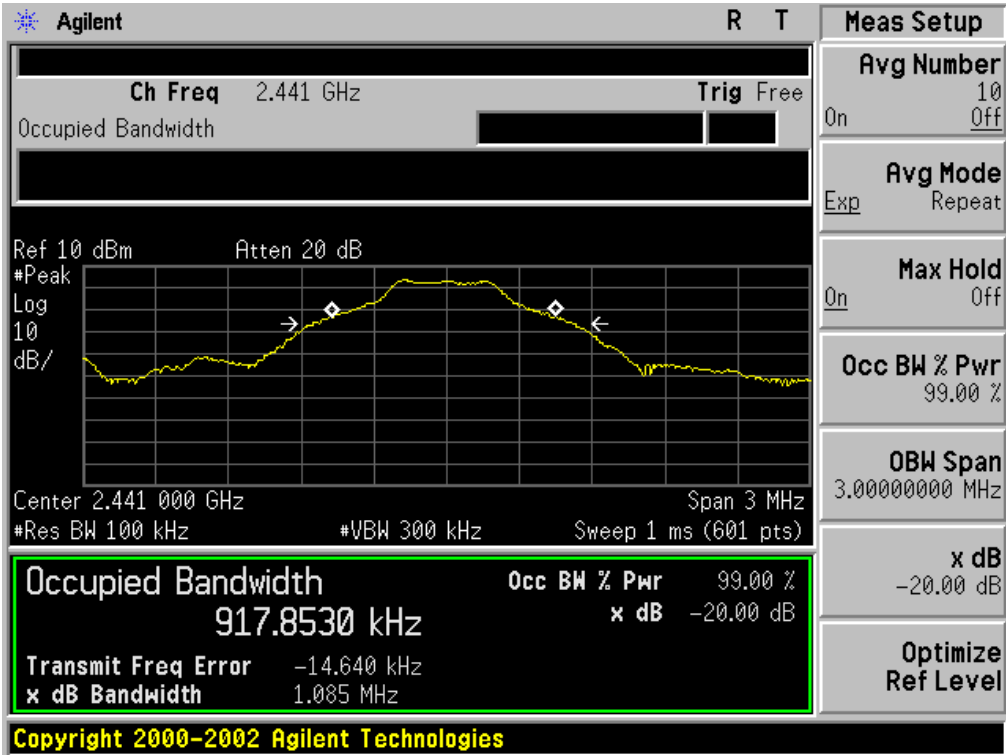 Agilent R T
Ch Freq 2.441 GHz Trig Free
Occupied Bandwidth
Ref 10 dBm Atten 20 dB
#Peak
Log
10
dB/
Center 2.441 000 GHz Span 3 MHz
#Res BW 100 kHz #VBW 300 kHz Sweep 1 ms (601 pts)
Occupied Bandwidth
917.8530 kHz
Occ BW % Pwr 99.00 %
x dB -20.00 dB
Transmit Freq Error -14.640 kHz
x dB Bandwidth 1.085 MHz
Copyright 2000-2002 Agilent Technologies
Meas Setup
Avg Number
10
On Off
Avg Mode
Exp Repeat
Max Hold
On Off
Occ BW % Pwr
99.00 %
OBW Span
3.00000000 MHz
x dB
-20.00 dB
Optimize
Ref Level